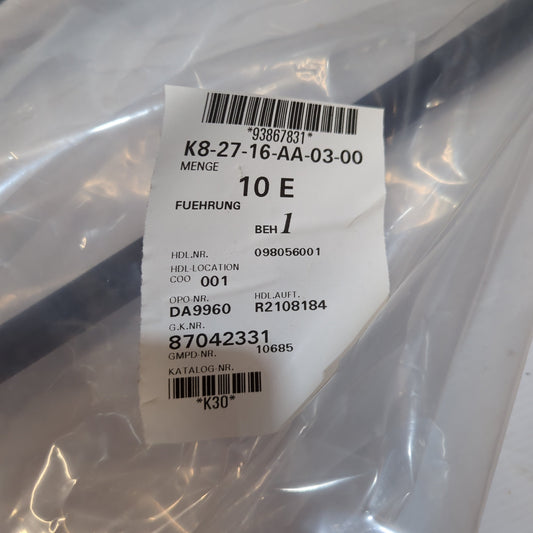 *93867831*
K8-27-16-AA-03-00
MENGE
10 E
FUEHRUNG
BEH 1
HDL.NR. 098056001
HDL-LOCATION
COO 001
OPO-NR. HDL.AUFT.
DA9960 R2108184
G.K.NR.
87042331
GMPD-NR. 10685
KATALOG-NR.
*K30*